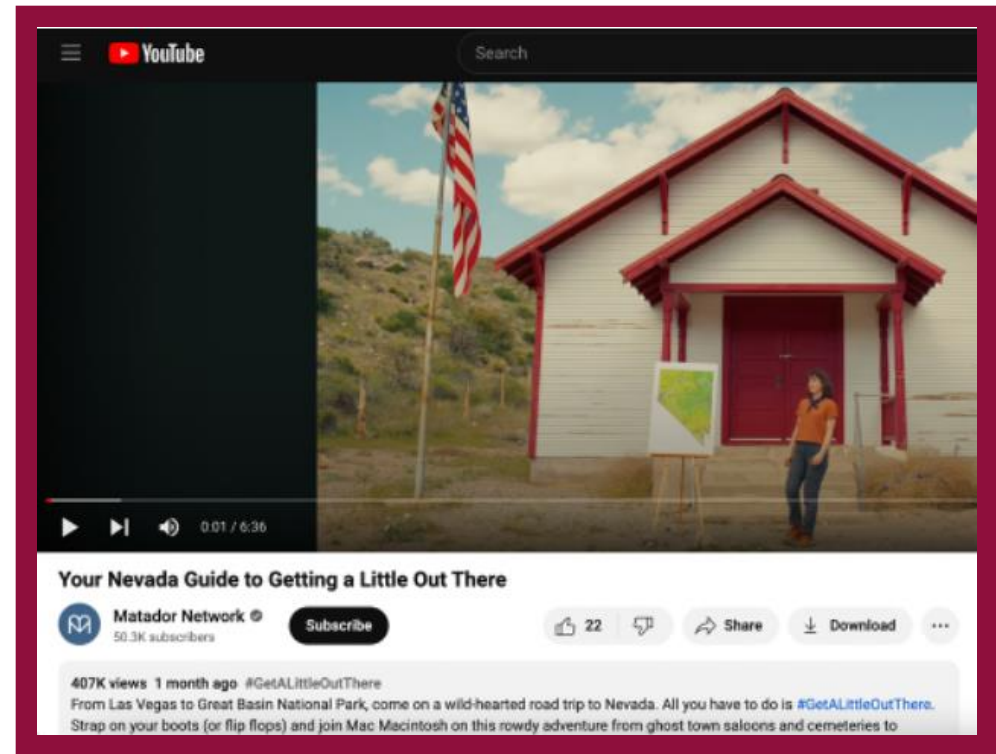 YouTube
Search
0:01 / 6:36
Your Nevada Guide to Getting a Little Out There
Matador Network
50.3K subscribers
Subscribe
22
Share
Download
407K views 1 month ago #GetALittleOutThere
From Las Vegas to Great Basin National Park, come on a wild-hearted road trip to Nevada. All you have to do is #GetALittleOutThere.
Strap on your boots (or flip flops) and join Mac Macintosh on this rowdy adventure from ghost town saloons and cemeteries to